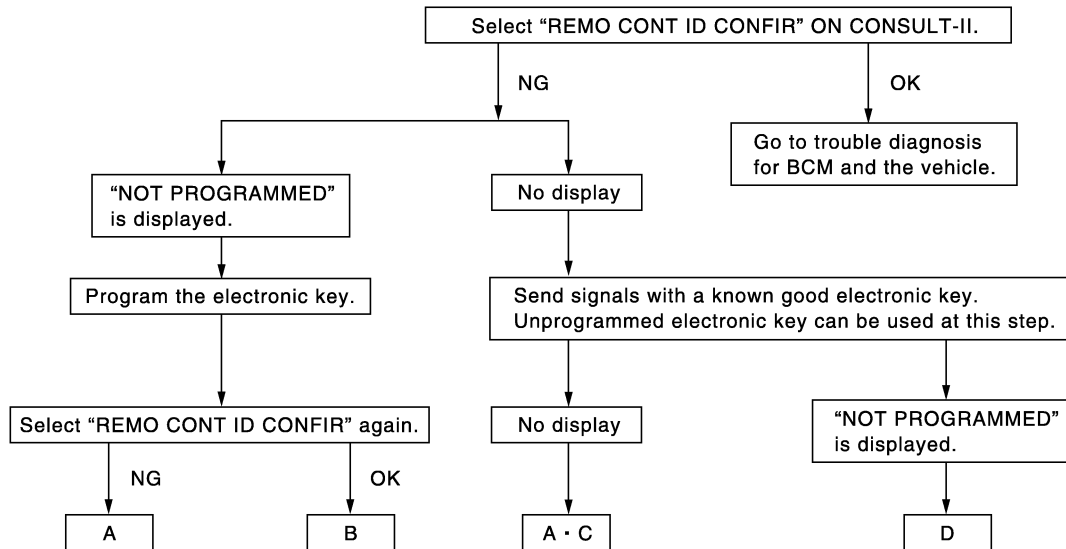 Select “REMO CONT ID CONFIR” ON CONSULT-II.
NG
OK
Go to trouble diagnosis
for BCM and the vehicle.
“NOT PROGRAMMED”
is displayed.
No display
Program the electronic key.
Send signals with a known good electronic key.
Unprogrammed electronic key can be used at this step.
Select “REMO CONT ID CONFIR” again.
No display
“NOT PROGRAMMED”
is displayed.
NG
OK
A
B
A · C
D